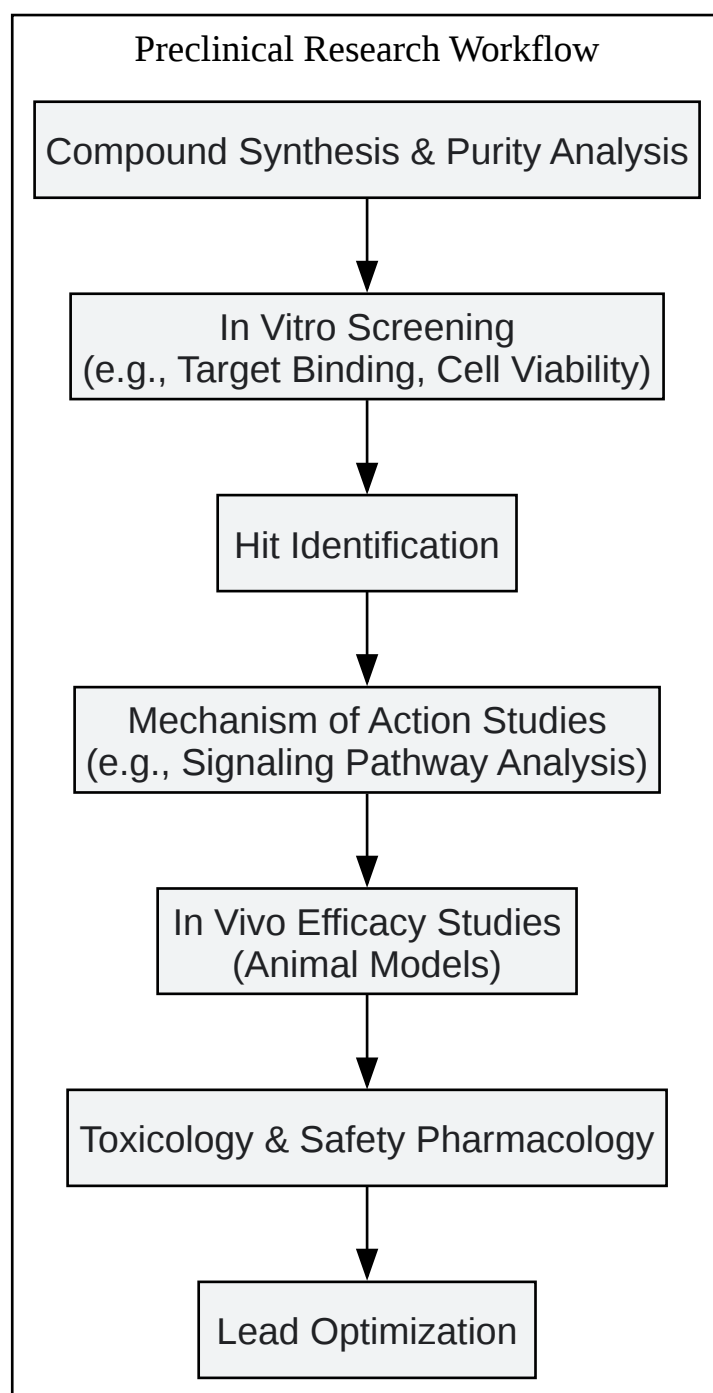 Preclinical Research Workflow
Compound Synthesis & Purity Analysis
In Vitro Screening
(e.g., Target Binding, Cell Viability)
Hit Identification
Mechanism of Action Studies
(e.g., Signaling Pathway Analysis)
In Vivo Efficacy Studies
(Animal Models)
Toxicology & Safety Pharmacology
Lead Optimization